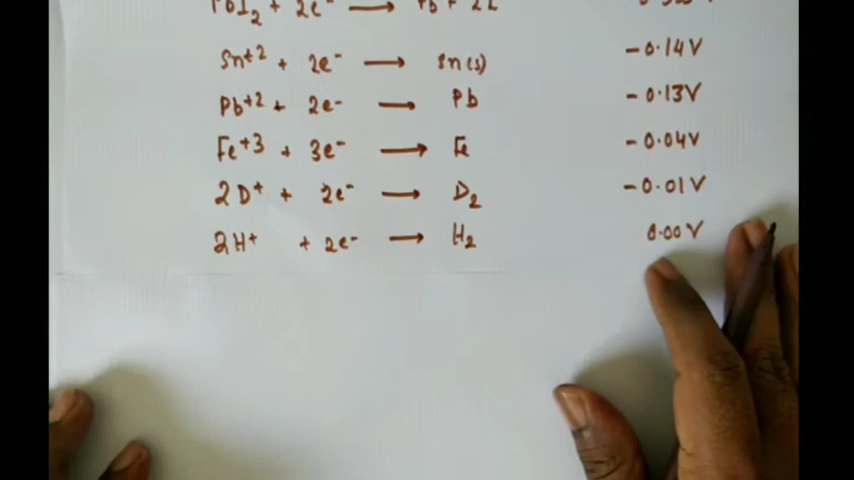 + 2e⁻ ⟶
Sn⁺² + 2e⁻ ⟶ Sn(s) -0.14V
Pb⁺² + 2e- ⟶ Pb -0.13V
Fe⁺³ + 3e⁻ ⟶ Fe -0.04V
2D⁺ + 2e⁻ ⟶ D₂ -0.01V
2H⁺ + 2e⁻ ⟶ H₂ 0.00V